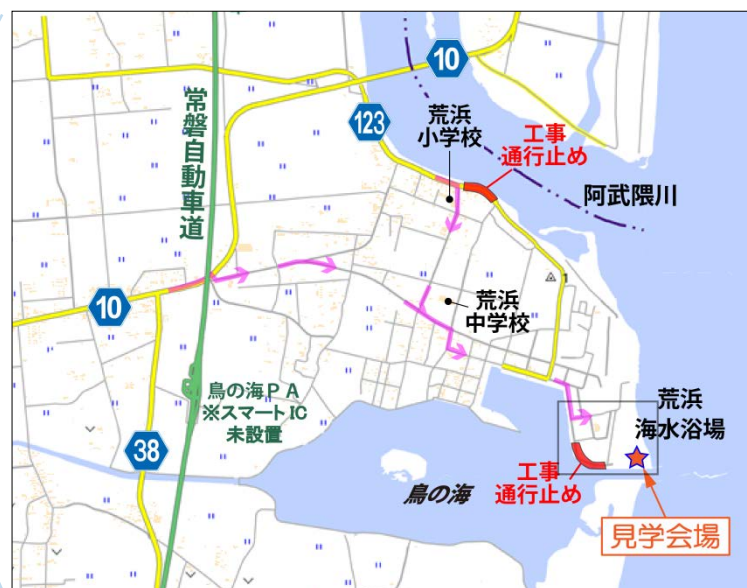 10
123
荒浜
小学校
工事
通行止め
常磐自動車道
阿武隈川
1
10
荒浜
中学校
鳥の海PA
※スマートIC
未設置
38
荒浜
海水浴場
鳥の海
工事
通行止め
見学会場